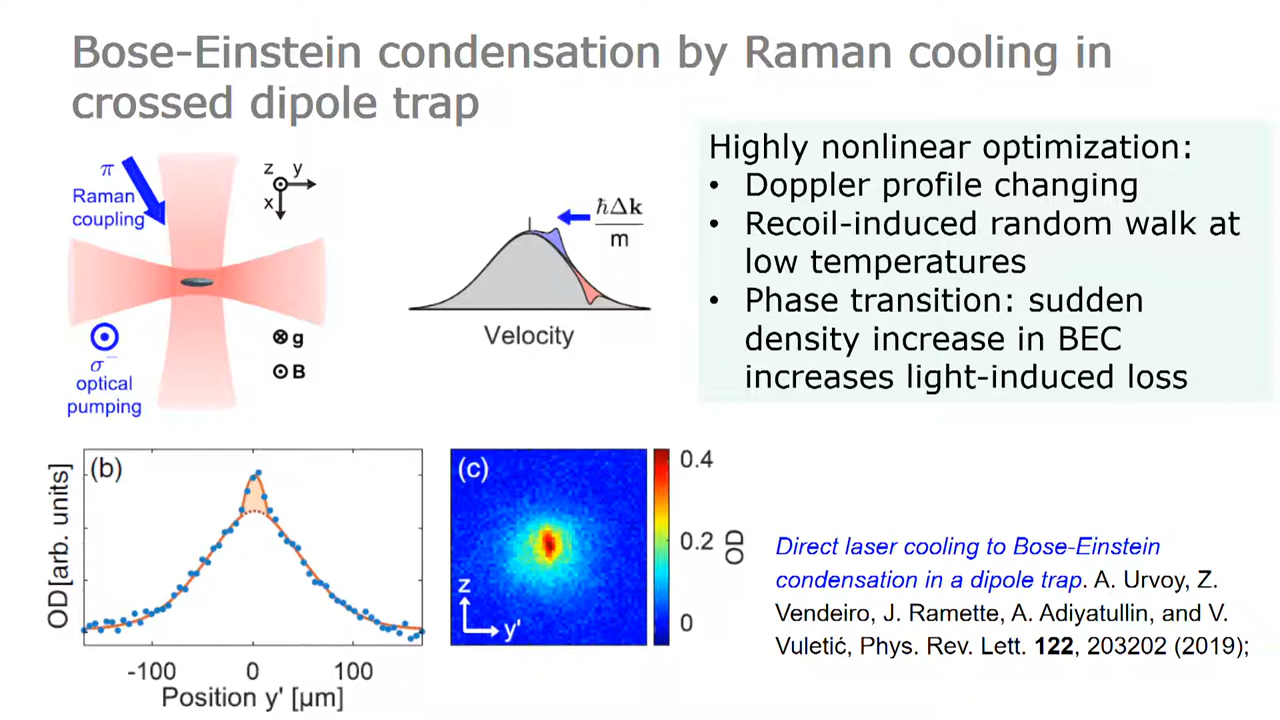 Bose-Einstein condensation by Raman cooling in
crossed dipole trap
π
Raman
coupling
z
y
x
σ⁻
optical
pumping
g
B
ħΔk
m
Velocity
Highly nonlinear optimization:
• Doppler profile changing
• Recoil-induced random walk at
low temperatures
• Phase transition: sudden
density increase in BEC
increases light-induced loss
(b)
OD[arb. units]
-100
0
100
Position y' [µm]
(c)
z
y'
0.4
0.2
0
OD
Direct laser cooling to Bose-Einstein
condensation in a dipole trap. A. Urvoy, Z.
Vendeiro, J. Ramette, A. Adiyatullin, and V.
Vuletić, Phys. Rev. Lett. 122, 203202 (2019);